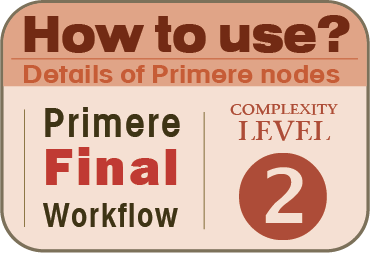 How to use?
Details of Primere nodes
Primere
Final
Workflow
COMPLEXITY
LEVEL
2